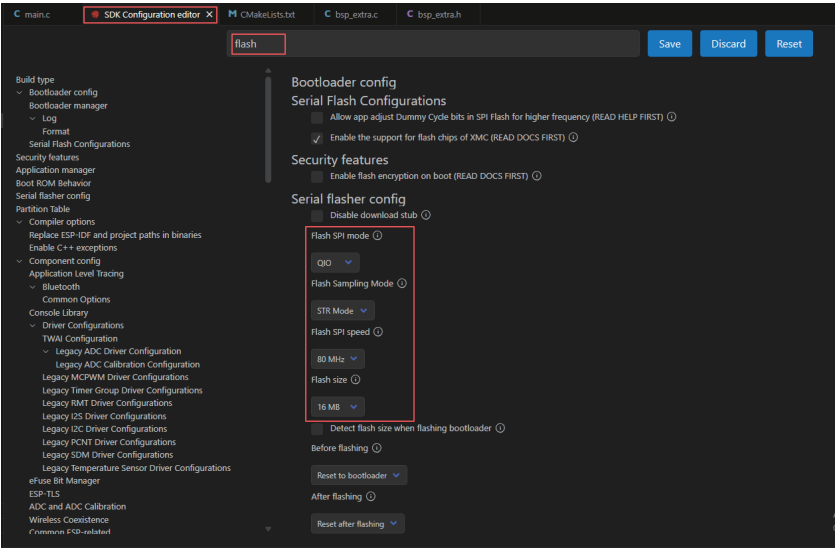 C main.c
SDK Configuration editor ✕
M CMakeLists.txt
C bsp_extra.c
C bsp_extra.h
flash
Save
Discard
Reset
Build type
Bootloader config
Bootloader manager
Log
Format
Serial Flash Configurations
Security features
Application manager
Boot ROM Behavior
Serial flasher config
Partition Table
Compiler options
Replace ESP-IDF and project paths in binaries
Enable C++ exceptions
Component config
Application Level Tracing
Bluetooth
Common Options
Console Library
Driver Configurations
TWAI Configuration
Legacy ADC Driver Configuration
Legacy ADC Calibration Configuration
Legacy MCPWM Driver Configurations
Legacy Timer Group Driver Configurations
Legacy RMT Driver Configurations
Legacy I2S Driver Configurations
Legacy I2C Driver Configurations
Legacy PCNT Driver Configurations
Legacy SDM Driver Configurations
Legacy Temperature Sensor Driver Configurations
eFuse Bit Manager
ESP-TLS
ADC and ADC Calibration
Wireless Coexistence
Common ESP-related
Bootloader config
Serial Flash Configurations
Allow app adjust Dummy Cycle bits in SPI Flash for higher frequency (READ HELP FIRST)
Enable the support for flash chips of XMC (READ DOCS FIRST)
Security features
Enable flash encryption on boot (READ DOCS FIRST)
Serial flasher config
Disable download stub
Flash SPI mode
QIO
Flash Sampling Mode
STR Mode
Flash SPI speed
80 MHz
Flash size
16 MB
Detect flash size when flashing bootloader
Before flashing
Reset to bootloader
After flashing
Reset after flashing